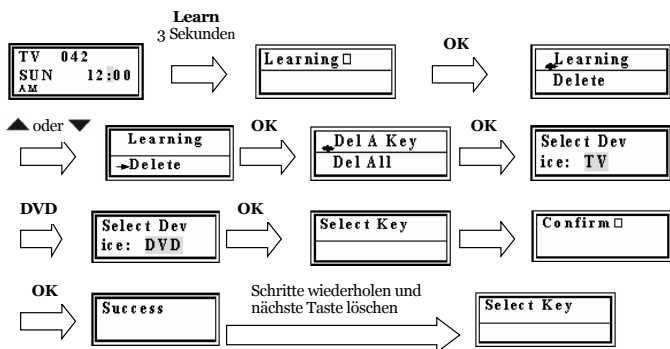 Learn
3 Sekunden
TV 042
SUN 12:00
AM
Learning□
OK
Learning
Delete
▲ oder ▼
Learning
→Delete
OK
Del A Key
Del All
OK
Select Dev
ice: TV
DVD
Select Dev
ice: DVD
OK
Select Key
Confirm□
OK
Success
Schritte wiederholen und
nächste Taste löschen
Select Key